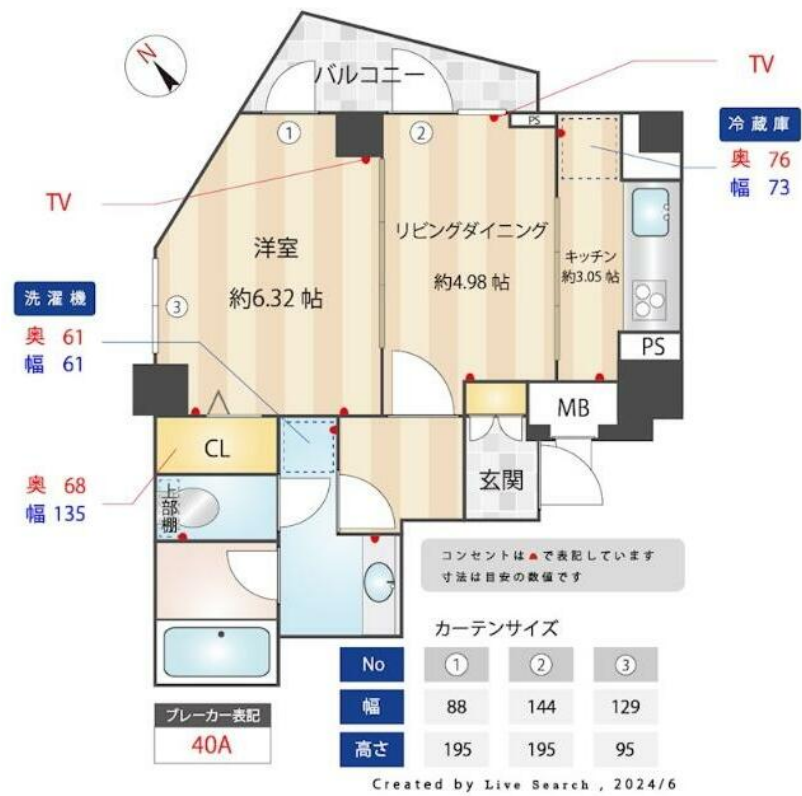 N
バルコニー
TV
PS
冷蔵庫
奥 76
幅 73
①
②
TV
洋室
約6.32 帖
リビングダイニング
約4.98 帖
キッチン
約3.05 帖
洗濯機
奥 61
幅 61
③
PS
MB
CL
玄関
奥 68
幅 135
上部棚
コンセントは で表記しています
寸法は目安の数値です
カーテンサイズ
No ① ② ③
幅 88 144 129
高さ 195 195 95
ブレーカー表記
40A
Created by Live Search , 2024/6